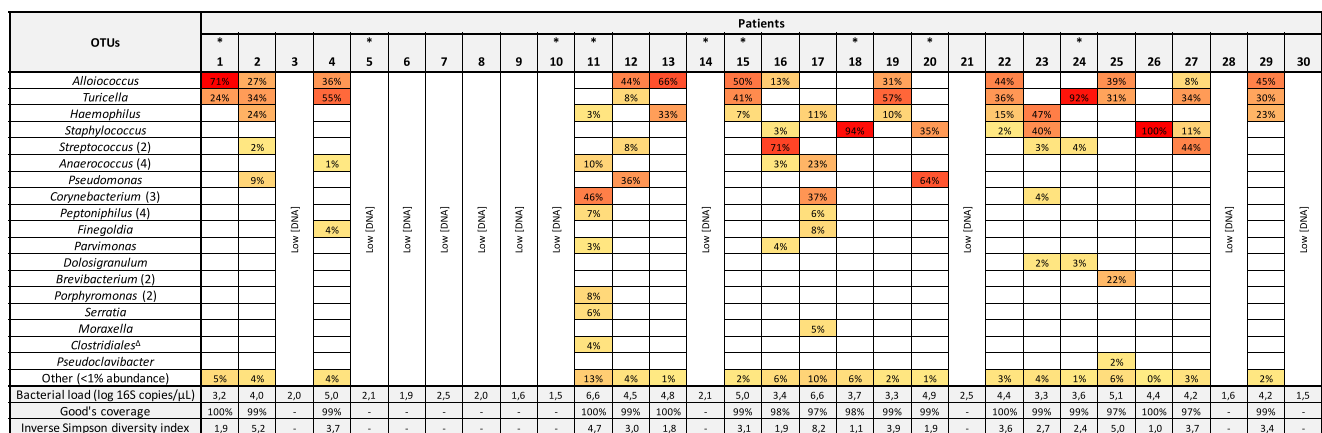 Patients
OTUs
* * * * * * * * *
1 2 3 4 5 6 7 8 9 10 11 12 13 14 15 16 17 18 19 20 21 22 23 24 25 26 27 28 29 30
Alloiococcus 71% 27% 36% 44% 66% 50% 13% 31% 44% 39% 8% 45%
Turicella 24% 34% 55% 8% 41% 57% 36% 92% 31% 34% 30%
Haemophilus 24% 3% 33% 7% 11% 10% 15% 47% 23%
Staphylococcus 3% 94% 35% 2% 40% 100% 11%
Streptococcus (2) 2% 8% 71% 3% 4% 44%
Anaerococcus (4) 1% 10% 3% 23%
Pseudomonas 9% 36% 64%
Corynebacterium (3) 46% 37% 4%
Peptoniphilus (4) 7% 6%
Finegoldia 4% 8%
Parvimonas 3% 4%
Dolosigranulum 2% 3%
Brevibacterium (2) 22%
Porphyromonas (2) 8%
Serratia 6%
Moraxella 5%
ClostridialesΔ 4%
Pseudoclavibacter 2%
Low [DNA]
Low [DNA]
Low [DNA]
Low [DNA]
Low [DNA]
Low [DNA]
Low [DNA]
Low [DNA]
Low [DNA]
Low [DNA]
Low [DNA]
Other (<1% abundance) 5% 4% 4% 13% 4% 1% 2% 6% 10% 6% 2% 1% 3% 4% 1% 6% 0% 3% 2%
Bacterial load (log 16S copies/µL) 3,2 4,0 2,0 5,0 2,1 1,9 2,5 2,0 1,6 1,5 6,6 4,5 4,8 2,1 5,0 3,4 6,6 3,7 3,3 4,9 2,5 4,4 3,3 3,6 5,1 4,4 4,2 1,6 4,2 1,5
Good's coverage 100% 99% - 99% - - - - - - 100% 99% 100% - 99% 98% 97% 98% 99% 99% - 100% 99% 99% 97% 100% 97% - 99% -
Inverse Simpson diversity index 1,9 5,2 - 3,7 - - - - - - 4,7 3,0 1,8 - 3,1 1,9 8,2 1,1 3,9 1,9 - 3,6 2,7 2,4 5,0 1,0 3,7 - 3,4 -